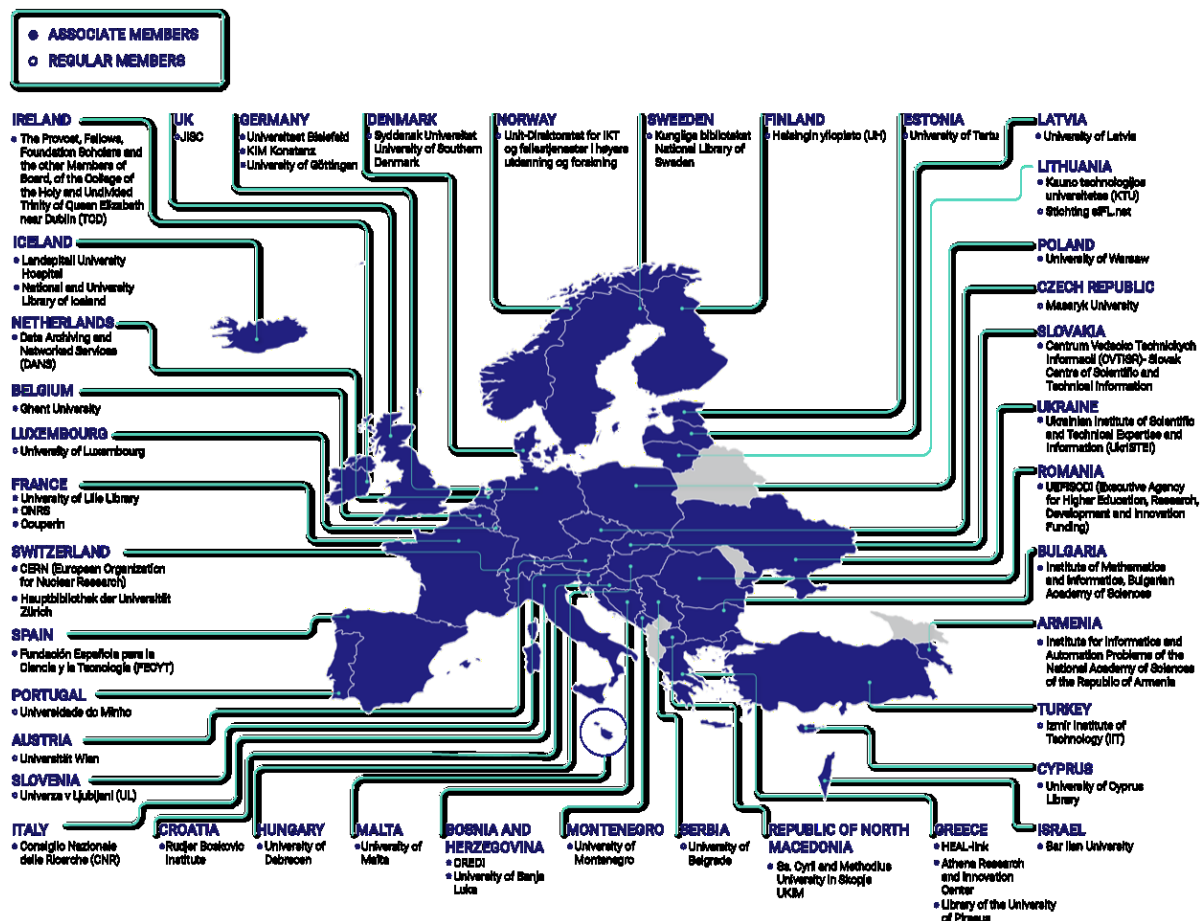 ASSOCIATE MEMBERS
REGULAR MEMBERS
IRELAND
The Provost, Fellows,
Foundation Scholars and
the other Members of
Board, of the College of
the Holy and Undivided
Trinity of Queen Elizabeth
near Dublin (TCD)
UK
JISC
GERMANY
Universitaet Bielefeld
KIM Konstanz
University of Göttingen
DENMARK
Syddansk Universitet
University of Southern
Denmark
NORWAY
Unit-Direktoratet for IKT
og fellestjenester i høyere
utdanning og forskning
SWEDEN
Kungliga biblioteket
National Library of
Sweden
FINLAND
Helsingin yliopisto (UH)
ESTONIA
University of Tartu
LATVIA
University of Latvia
LITHUANIA
Kauno technologijos
universitetas (KTU)
Stichting eIFL.net
ICELAND
Landspitali University
Hospital
National and University
Library of Iceland
POLAND
University of Warsaw
CZECH REPUBLIC
Masaryk University
NETHERLANDS
Data Archiving and
Networked Services
(DANS)
SLOVAKIA
Centrum Vedecko Technickych
Informacii (CVTISR)- Slovak
Centre of Scientific and
Technical Information
BELGIUM
Ghent University
UKRAINE
Ukrainian Institute of Scientific
and Technical Expertise and
Information (UkrISTEI)
LUXEMBOURG
University of Luxembourg
ROMANIA
UEFISCDI (Executive Agency
for Higher Education, Research,
Development and Innovation
Funding)
FRANCE
University of Lille Library
CNRS
Couperin
BULGARIA
Institute of Mathematics
and Informatics, Bulgarian
Academy of Sciences
SWITZERLAND
CERN (European Organization
for Nuclear Research)
Hauptbibliothek der Universität
Zürich
ARMENIA
Institute for Informatics and
Automation Problems of the
National Academy of Sciences
of the Republic of Armenia
SPAIN
Fundación Española para la
Ciencia y la Tecnología (FECYT)
PORTUGAL
Universidade do Minho
TURKEY
Izmir Institute of
Technology (IIT)
AUSTRIA
Universität Wien
CYPRUS
University of Cyprus
Library
SLOVENIA
Univerza v Ljubljani (UL)
ITALY
Consiglio Nazionale
delle Ricerche (CNR)
CROATIA
Rudjer Boskovic
Institute
HUNGARY
University of
Debrecen
MALTA
University of
Malta
BOSNIA AND
HERZEGOVINA
CREDI
University of Banja
Luka
MONTENEGRO
University of
Montenegro
SERBIA
University of
Belgrade
REPUBLIC OF NORTH
MACEDONIA
Ss. Cyril and Methodius
University in Skopje
UKIM
GREECE
HEAL-link
Athena Research
and Innovation
Center
Library of the University
of Piraeus
ISRAEL
Bar Ilan University